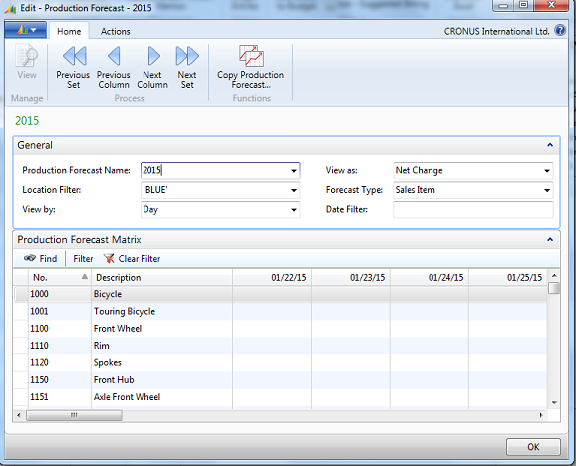 Edit - Production Forecast - 2015
Home Actions CRONUS International Ltd.
View Previous Set Previous Column Next Column Next Set Copy Production Forecast...
Manage Process Functions
2015
General
Production Forecast Name: 2015 View as: Net Change
Location Filter: 'BLUE' Forecast Type: Sales Item
View by: Day Date Filter:
Production Forecast Matrix
Find Filter Clear Filter
No. Description 01/22/15 01/23/15 01/24/15 01/25/15
1000 Bicycle
1001 Touring Bicycle
1100 Front Wheel
1110 Rim
1120 Spokes
1150 Front Hub
1151 Axle Front Wheel
OK